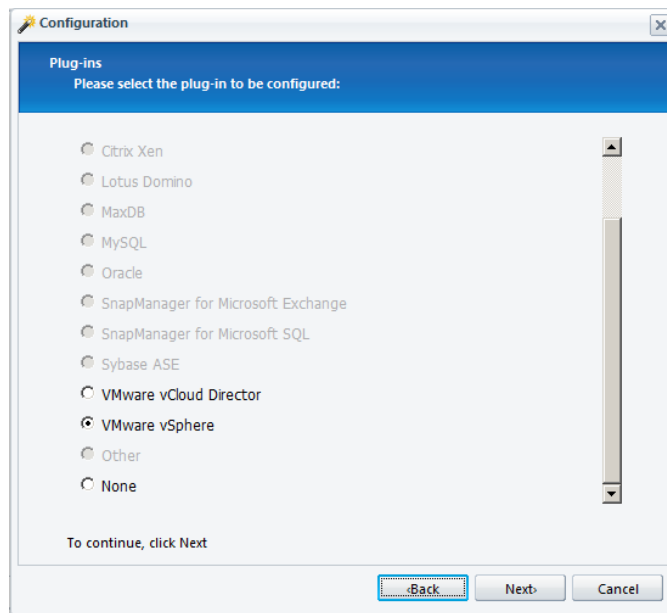 Configuration
Plug-ins
Please select the plug-in to be configured:
Citrix Xen
Lotus Domino
MaxDB
MySQL
Oracle
SnapManager for Microsoft Exchange
SnapManager for Microsoft SQL
Sybase ASE
VMware vCloud Director
VMware vSphere
Other
None
To continue, click Next
‹Back Next› Cancel